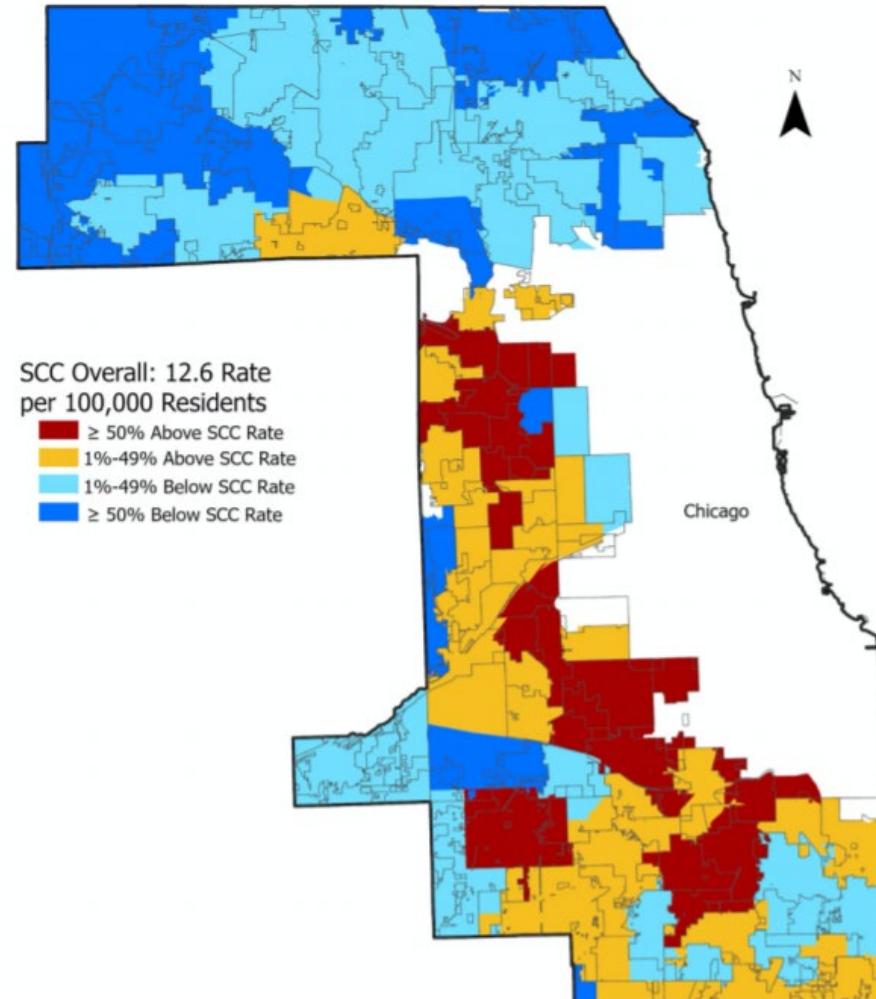 N
SCC Overall: 12.6 Rate
per 100,000 Residents
≥ 50% Above SCC Rate
1%-49% Above SCC Rate
1%-49% Below SCC Rate
≥ 50% Below SCC Rate
Chicago